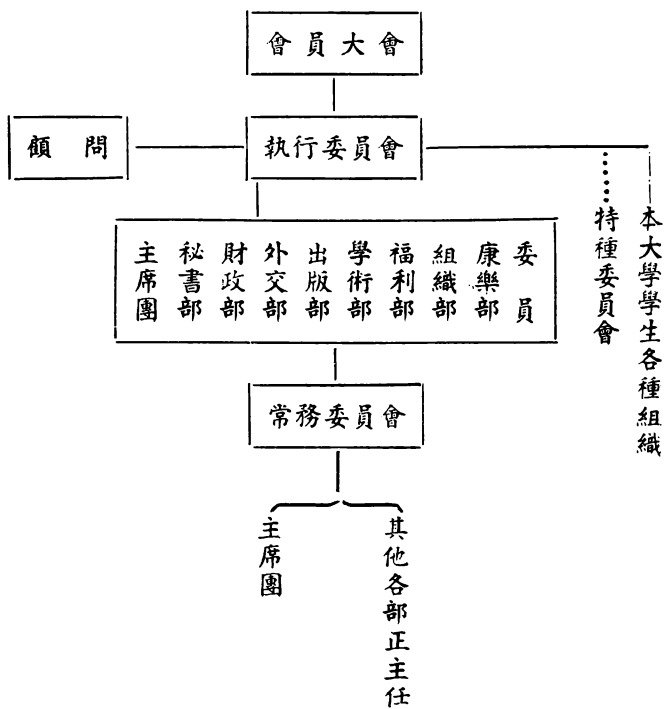 會員大會
顧問
執行委員會
本大學學生各種組織
特種委員會
委員
康樂部
組織部
福利部
學術部
出版部
外交部
財政部
秘書部
主席團
常務委員會
其他各部正主任
主席團